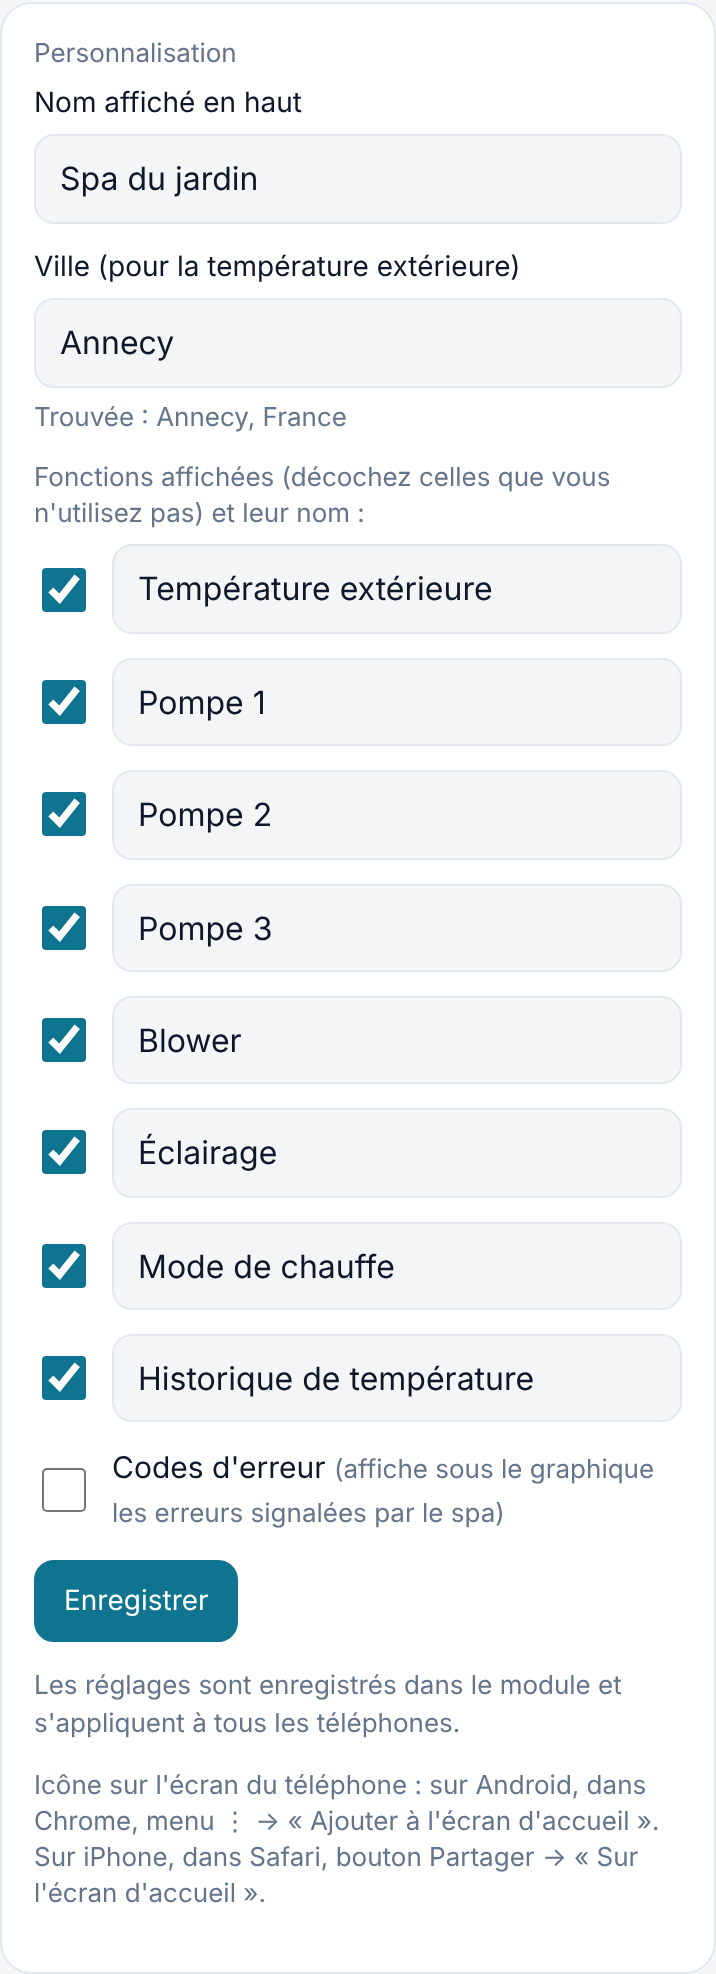 Personnalisation
Nom affiché en haut
Spa du jardin
Ville (pour la température extérieure)
Annecy
Trouvée : Annecy, France
Fonctions affichées (décochez celles que vous
n'utilisez pas) et leur nom :
Température extérieure
Pompe 1
Pompe 2
Pompe 3
Blower
Éclairage
Mode de chauffe
Historique de température
Codes d'erreur (affiche sous le graphique
les erreurs signalées par le spa)
Enregistrer
Les réglages sont enregistrés dans le module et
s'appliquent à tous les téléphones.
Icône sur l'écran du téléphone : sur Android, dans
Chrome, menu ⋮ → « Ajouter à l'écran d'accueil ».
Sur iPhone, dans Safari, bouton Partager → « Sur
l'écran d'accueil ».